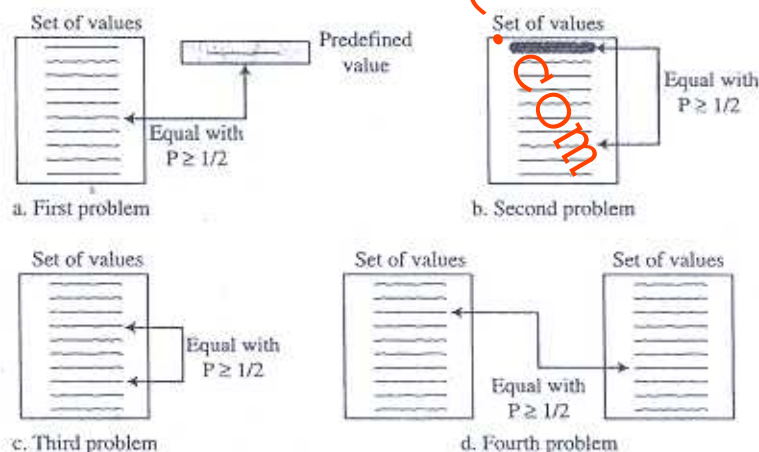 Set of values
Predefined
value
Equal with
P ≥ 1/2
a. First problem
Set of values
Equal with
P ≥ 1/2
b. Second problem
Set of values
Equal with
P ≥ 1/2
c. Third problem
Set of values
Set of values
Equal with
P ≥ 1/2
d. Fourth problem
.com